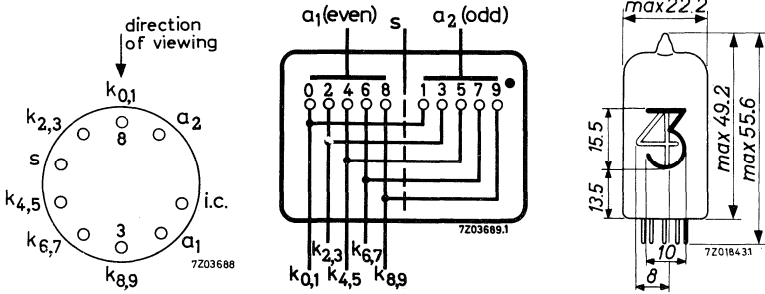 direction
of viewing
k0,1
k2,3
a2
8
s
k4,5
i.c.
k6,7
3
a1
k8,9
7Z03688
a1(even)
s
a2(odd)
0 2 4 6 8 1 3 5 7 9
7Z03689.1
k2,3 k6,7
k0,1 k4,5 k8,9
max 22.2
15.5
13.5
max 49.2
max 55.6
43
7Z01843.1
10
8